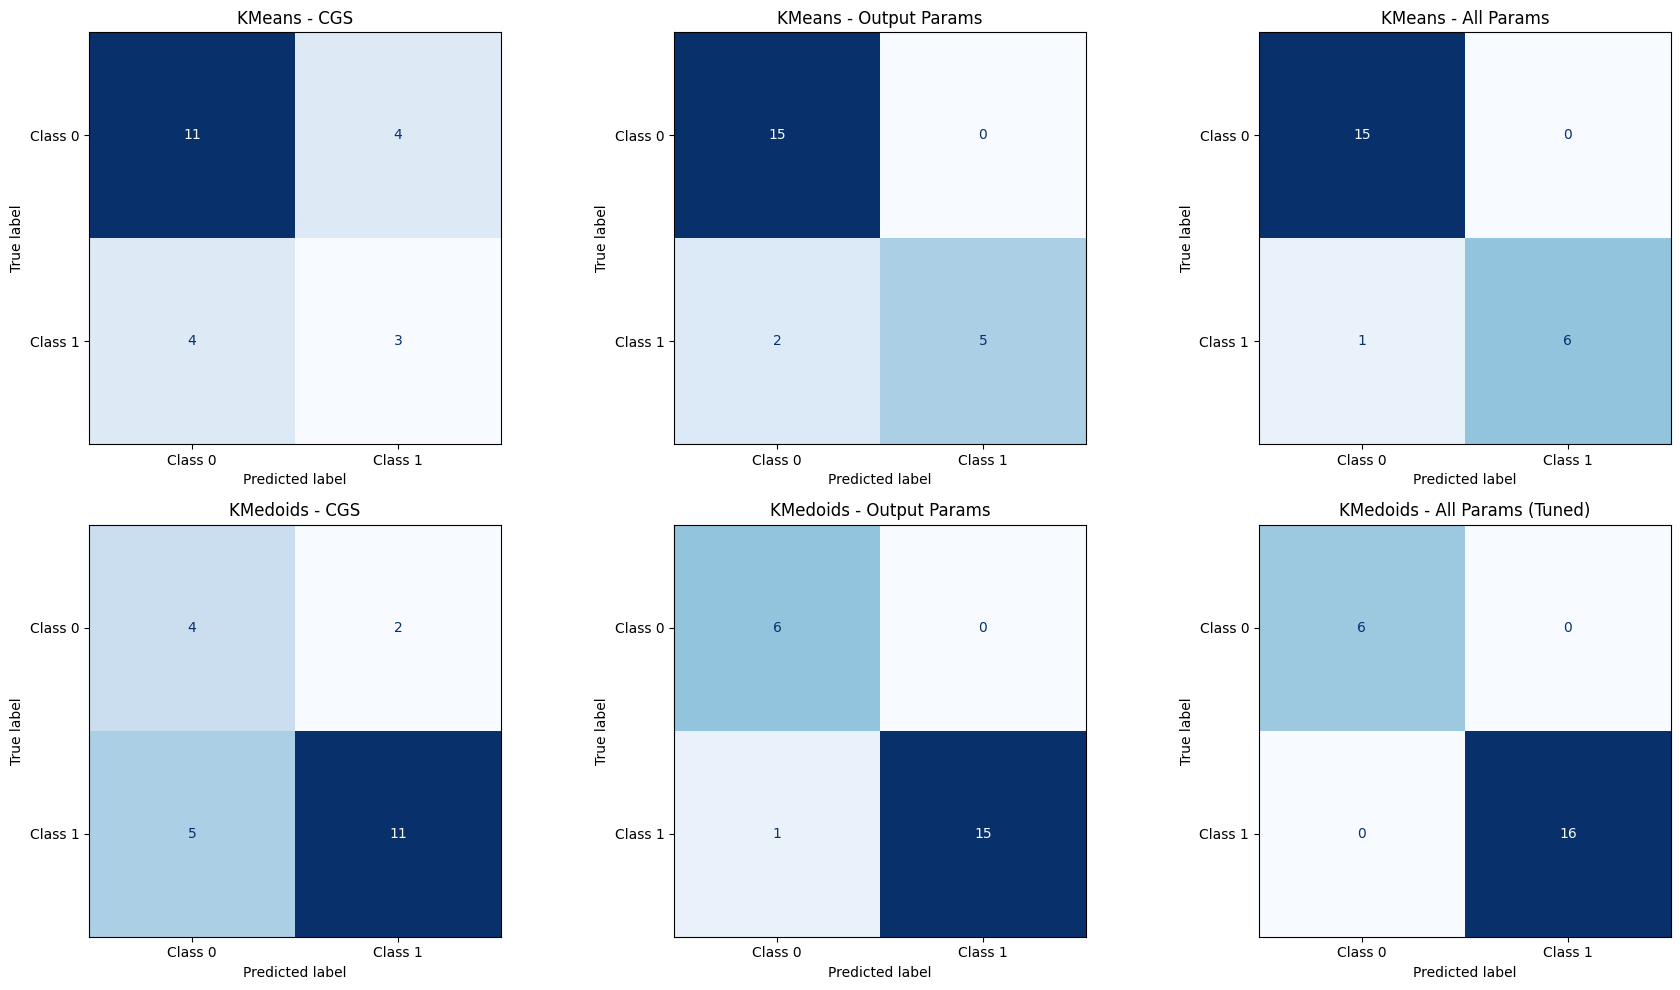 KMeans - CGS
Class 0
11
4
Class 1
4
3
True label
Class 0
Class 1
Predicted label
KMeans - Output Params
Class 0
15
0
Class 1
2
5
True label
Class 0
Class 1
Predicted label
KMeans - All Params
Class 0
15
0
Class 1
1
6
True label
Class 0
Class 1
Predicted label
KMedoids - CGS
Class 0
4
2
Class 1
5
11
True label
Class 0
Class 1
Predicted label
KMedoids - Output Params
Class 0
6
0
Class 1
1
15
True label
Class 0
Class 1
Predicted label
KMedoids - All Params (Tuned)
Class 0
6
0
Class 1
0
16
True label
Class 0
Class 1
Predicted label